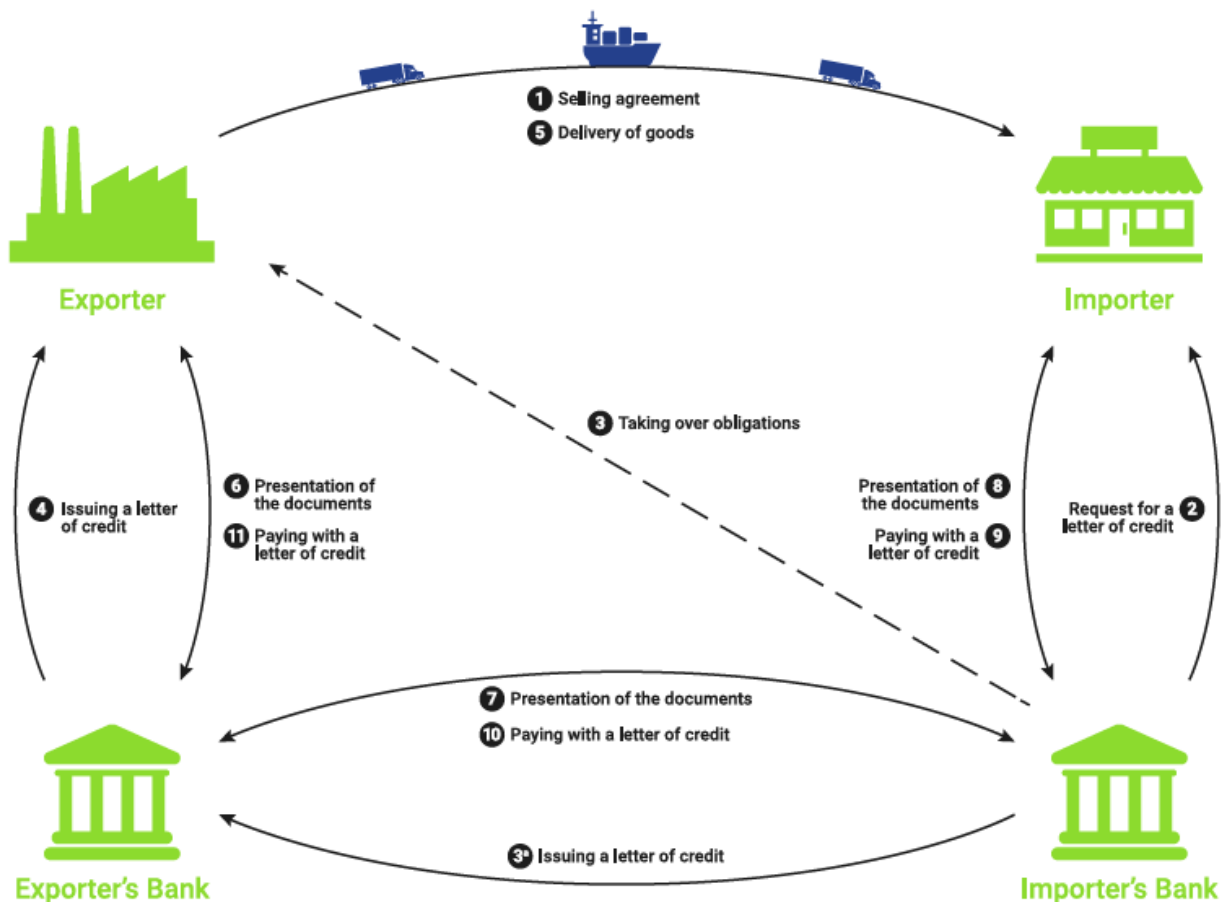 1 Selling agreement
5 Delivery of goods
Exporter
Importer
3 Taking over obligations
4 Issuing a letter
of credit
6 Presentation of
the documents
11 Paying with a
letter of credit
Presentation of 8
the documents
Paying with a 9
letter of credit
Request for a 2
letter of credit
7 Presentation of the documents
10 Paying with a letter of credit
3ª Issuing a letter of credit
Exporter's Bank
Importer's Bank